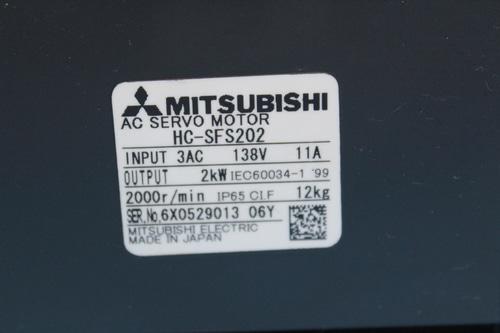 MITSUBISHI
AC SERVO MOTOR
HC-SFS202
INPUT 3AC 138V 11A
OUTPUT 2kW IEC60034-1 '99
2000r/min IP65 Cl.F 12kg
SER.No.6X0529013 06Y
MITSUBISHI ELECTRIC
MADE IN JAPAN